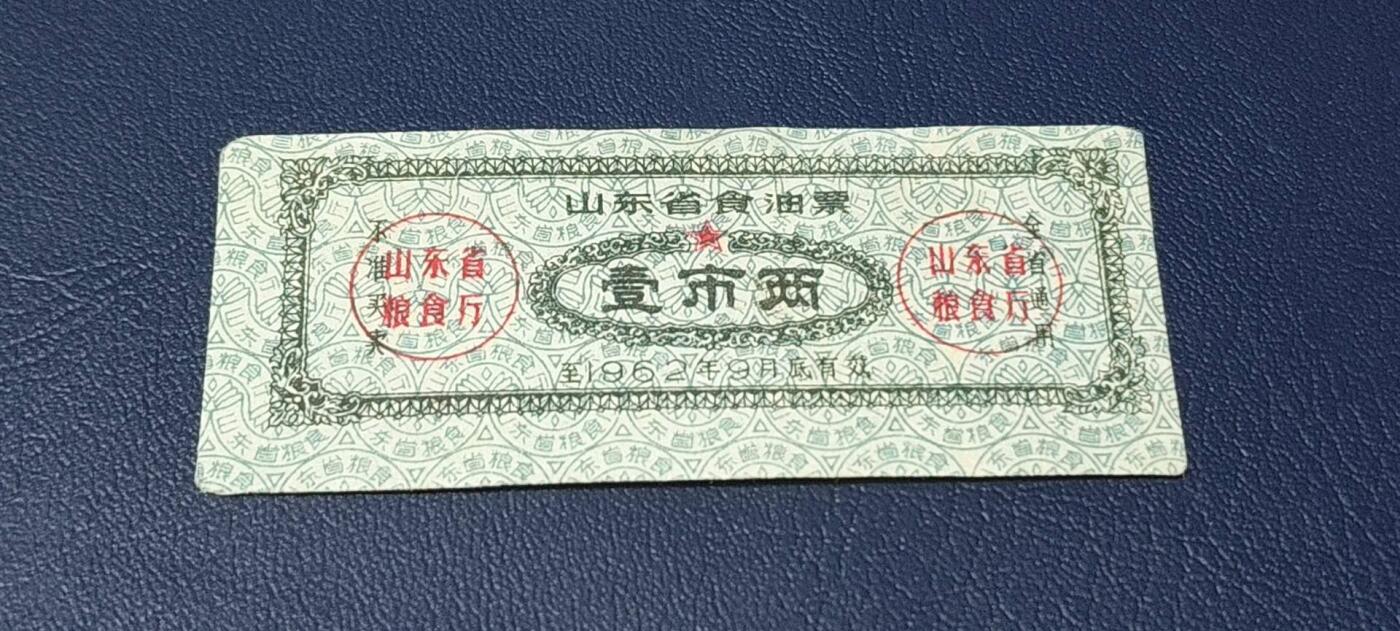 山东省食油票
壹市两
至1962年9月底有效
不准买卖
全省通用
山东省
粮食厅
山东省
粮食厅